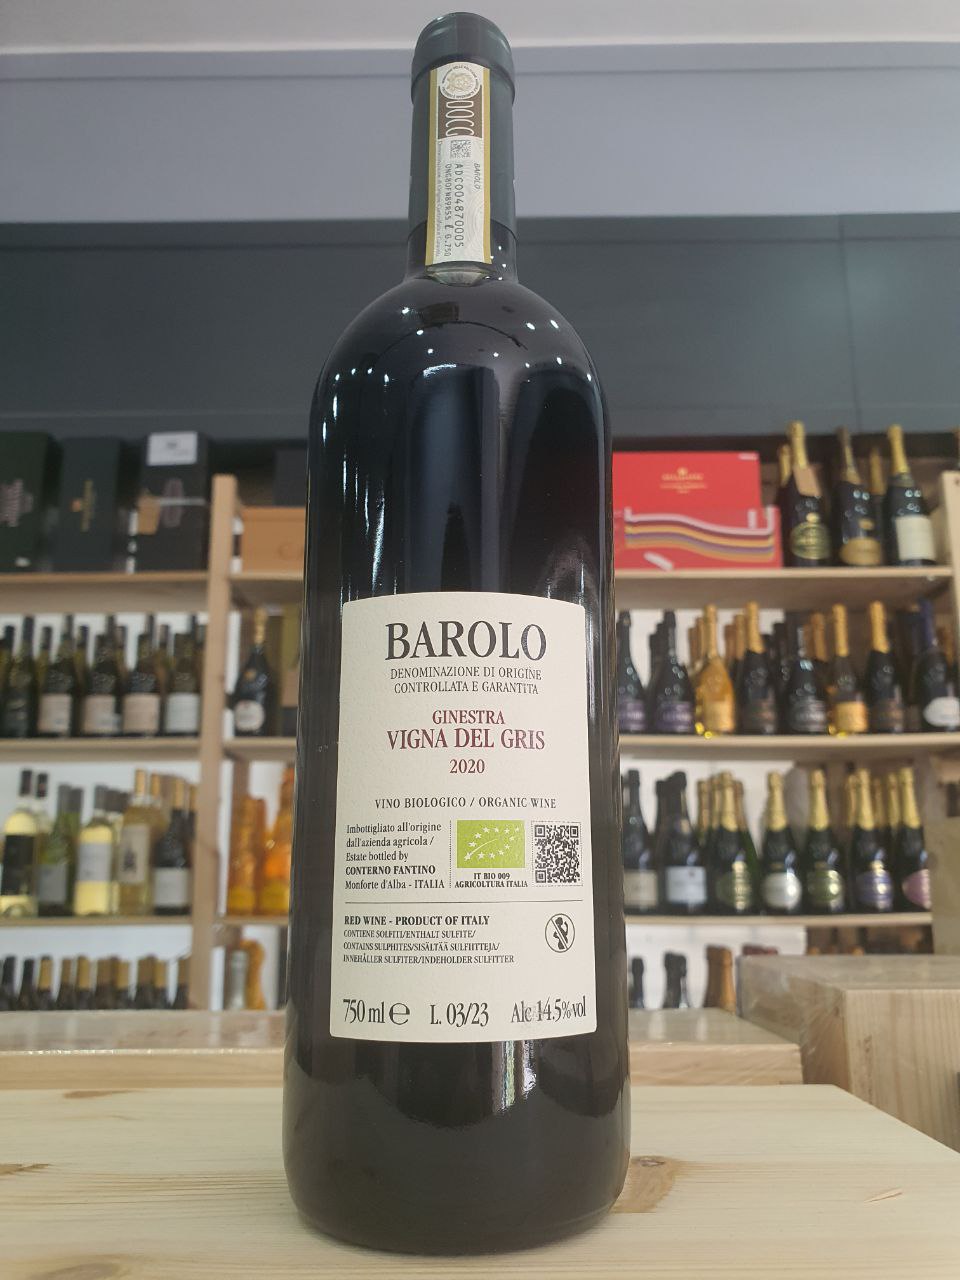 DOCG
BAROLO
ADC004870005
BAROLO
DENOMINAZIONE DI ORIGINE
CONTROLLATA E GARANTITA
GINESTRA
VIGNA DEL GRIS
2020
VINO BIOLOGICO / ORGANIC WINE
Imbottigliato all'origine
dall'azienda agricola /
Estate bottled by
CONTERNO FANTINO
Monforte d'Alba - ITALIA
IT BIO 009
AGRICOLTURA ITALIA
RED WINE - PRODUCT OF ITALY
CONTIENE SOLFITI/ENTHALT SULFITE/
CONTAINS SULPHITES/SISÄLTÄÄ SULFIITTEJA/
INNEHÅLLER SULFITER/INDEHOLDER SULFITTER
750 ml e L. 03/23 Alc 14.5% vol